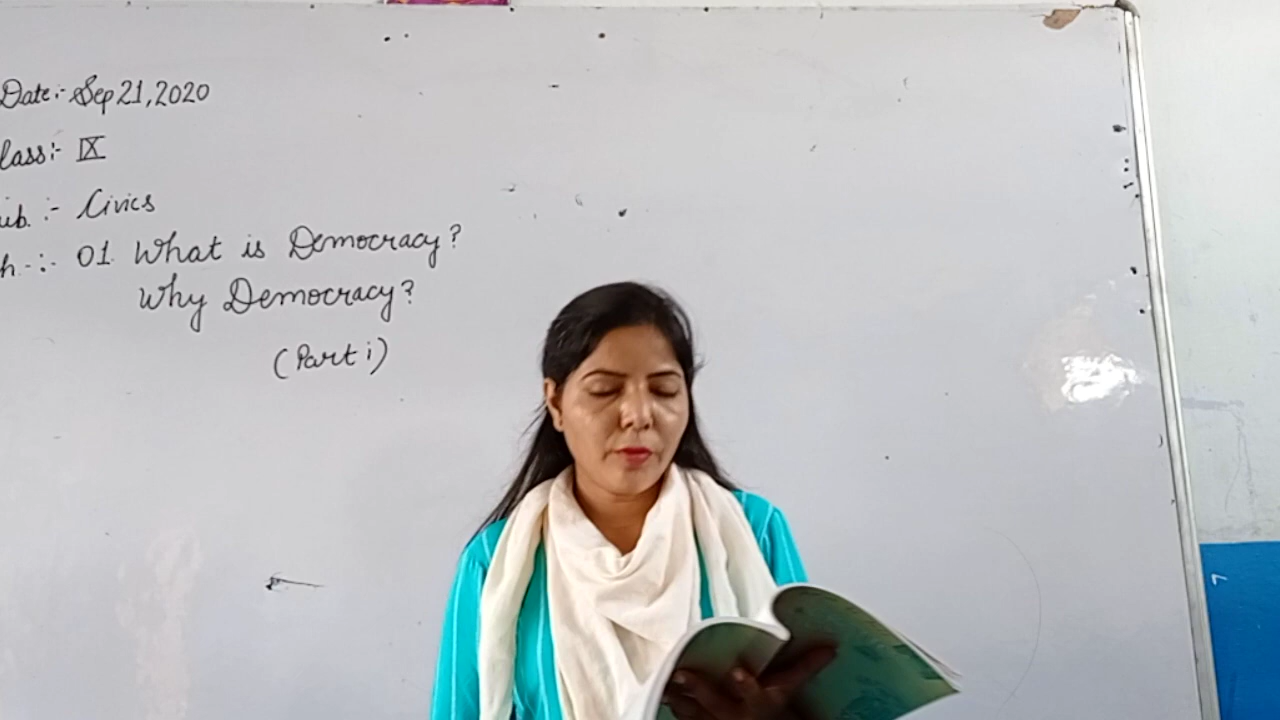 Date:- Sep 21, 2020
lass:- IX
ub. :- Civics
h. -:- 01. What is Democracy?
Why Democracy?
(Part i)